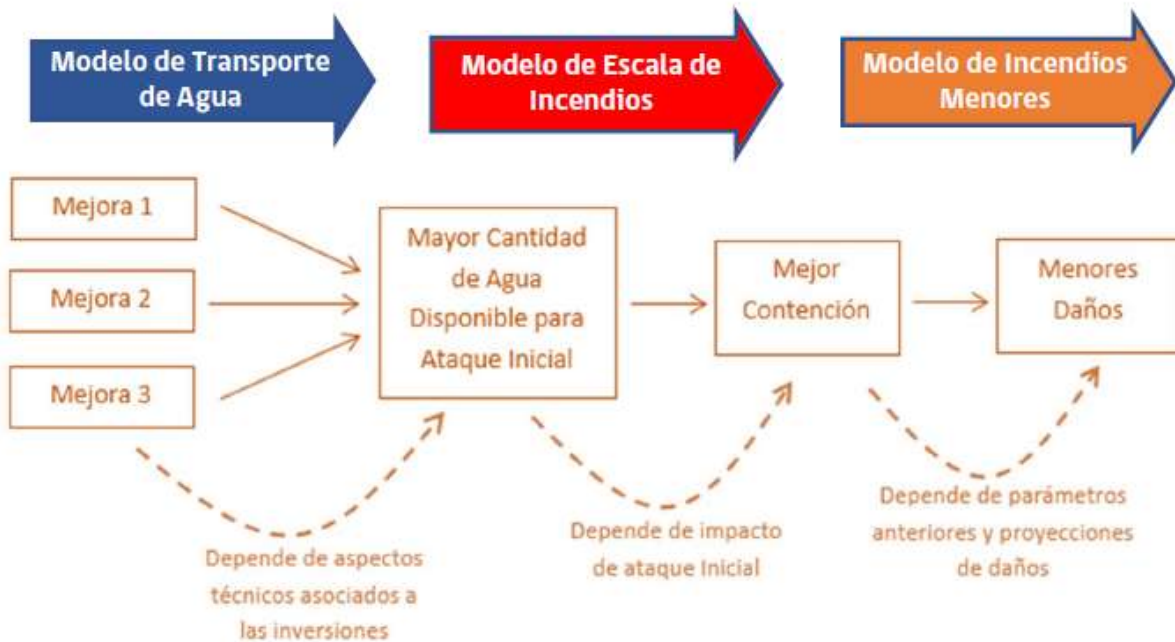 Modelo de Transporte
de Agua
Modelo de Escala de
Incendios
Modelo de Incendios
Menores
Mejora 1
Mejora 2
Mejora 3
Mayor Cantidad
de Agua
Disponible para
Ataque Inicial
Mejor
Contención
Menores
Daños
Depende de aspectos
técnicos asociados a
las inversiones
Depende de impacto
de ataque Inicial
Depende de parámetros
anteriores y proyecciones
de daños